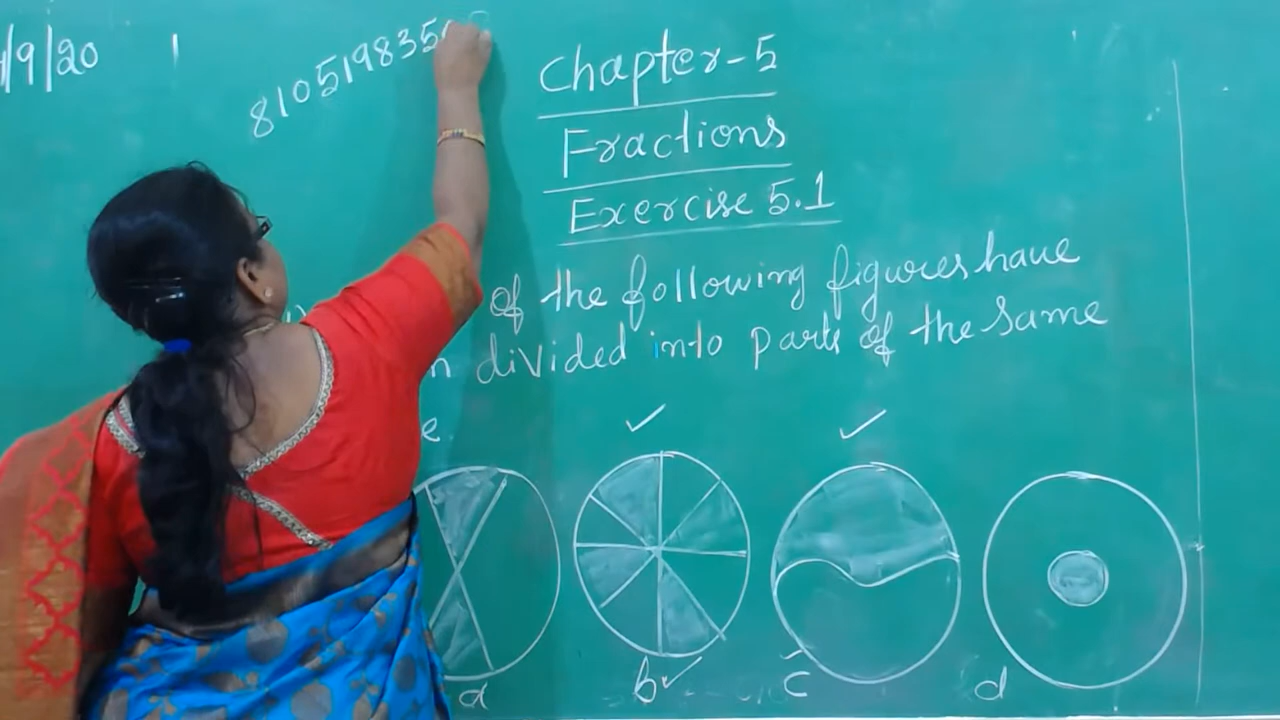 /9/20
810519835
Chapter-5
Fractions
Exercise 5.1
of the following figures have
n divided into parts of the same
e.
a
b
c
d